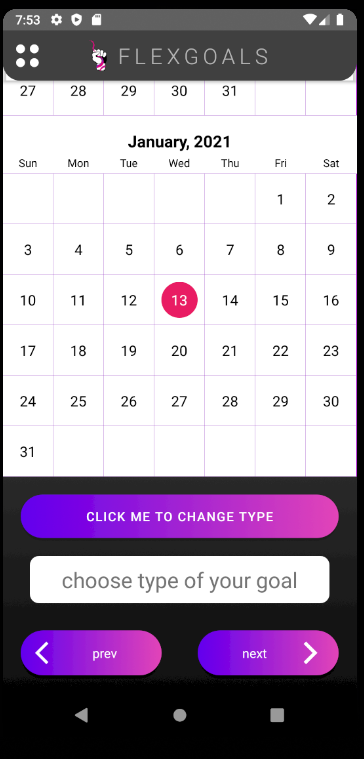 7:53
FLEXGOALS
27 28 29 30 31
January, 2021
Sun Mon Tue Wed Thu Fri Sat
1 2
3 4 5 6 7 8 9
10 11 12 13 14 15 16
17 18 19 20 21 22 23
24 25 26 27 28 29 30
31
CLICK ME TO CHANGE TYPE
choose type of your goal
prev next